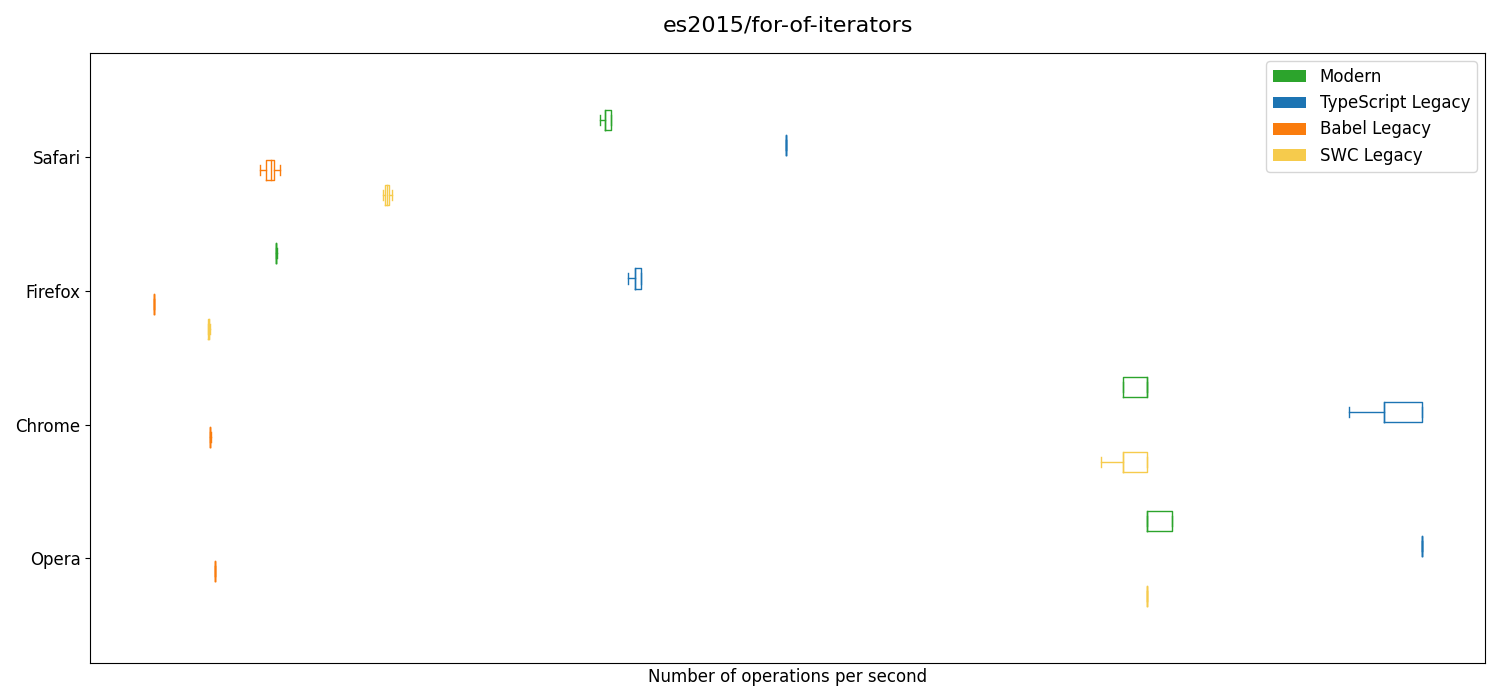 es2015/for-of-iterators
Modern
TypeScript Legacy
Babel Legacy
SWC Legacy
Safari
Firefox
Chrome
Opera
Number of operations per second